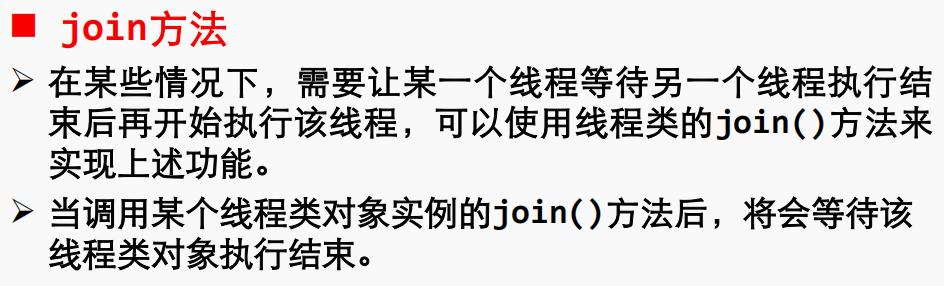 ■ join方法
➢ 在某些情况下，需要让某一个线程等待另一个线程执行结
束后再开始执行该线程，可以使用线程类的join()方法来
实现上述功能。
➢ 当调用某个线程类对象实例的join()方法后，将会等待该
线程类对象执行结束。